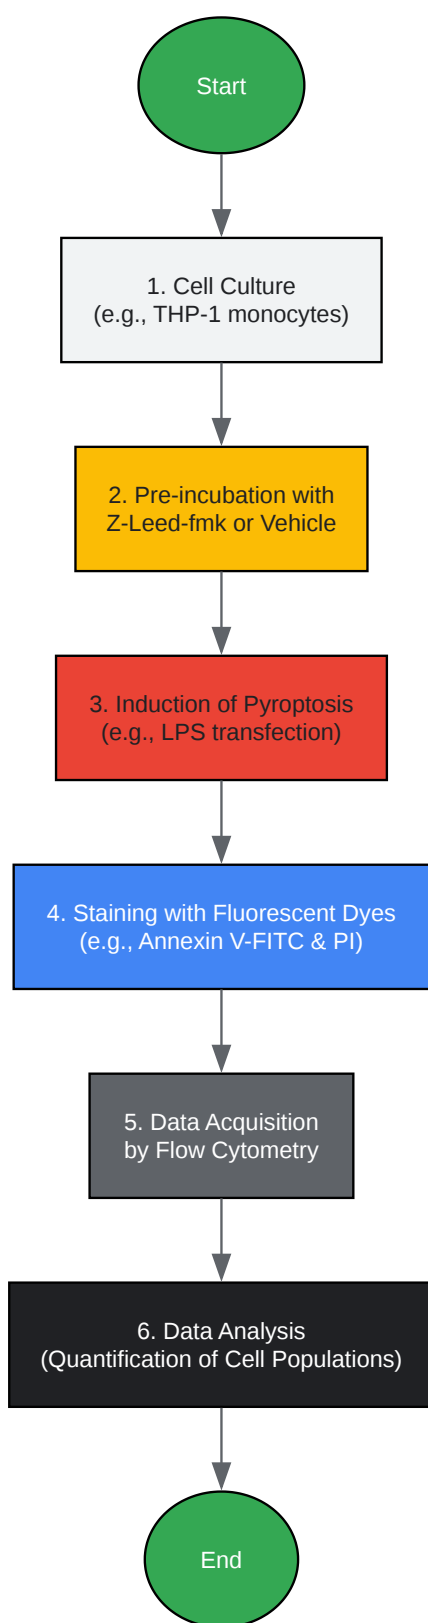 Start
1. Cell Culture
(e.g., THP-1 monocytes)
2. Pre-incubation with
Z-Leed-fmk or Vehicle
3. Induction of Pyroptosis
(e.g., LPS transfection)
4. Staining with Fluorescent Dyes
(e.g., Annexin V-FITC & PI)
5. Data Acquisition
by Flow Cytometry
6. Data Analysis
(Quantification of Cell Populations)
End